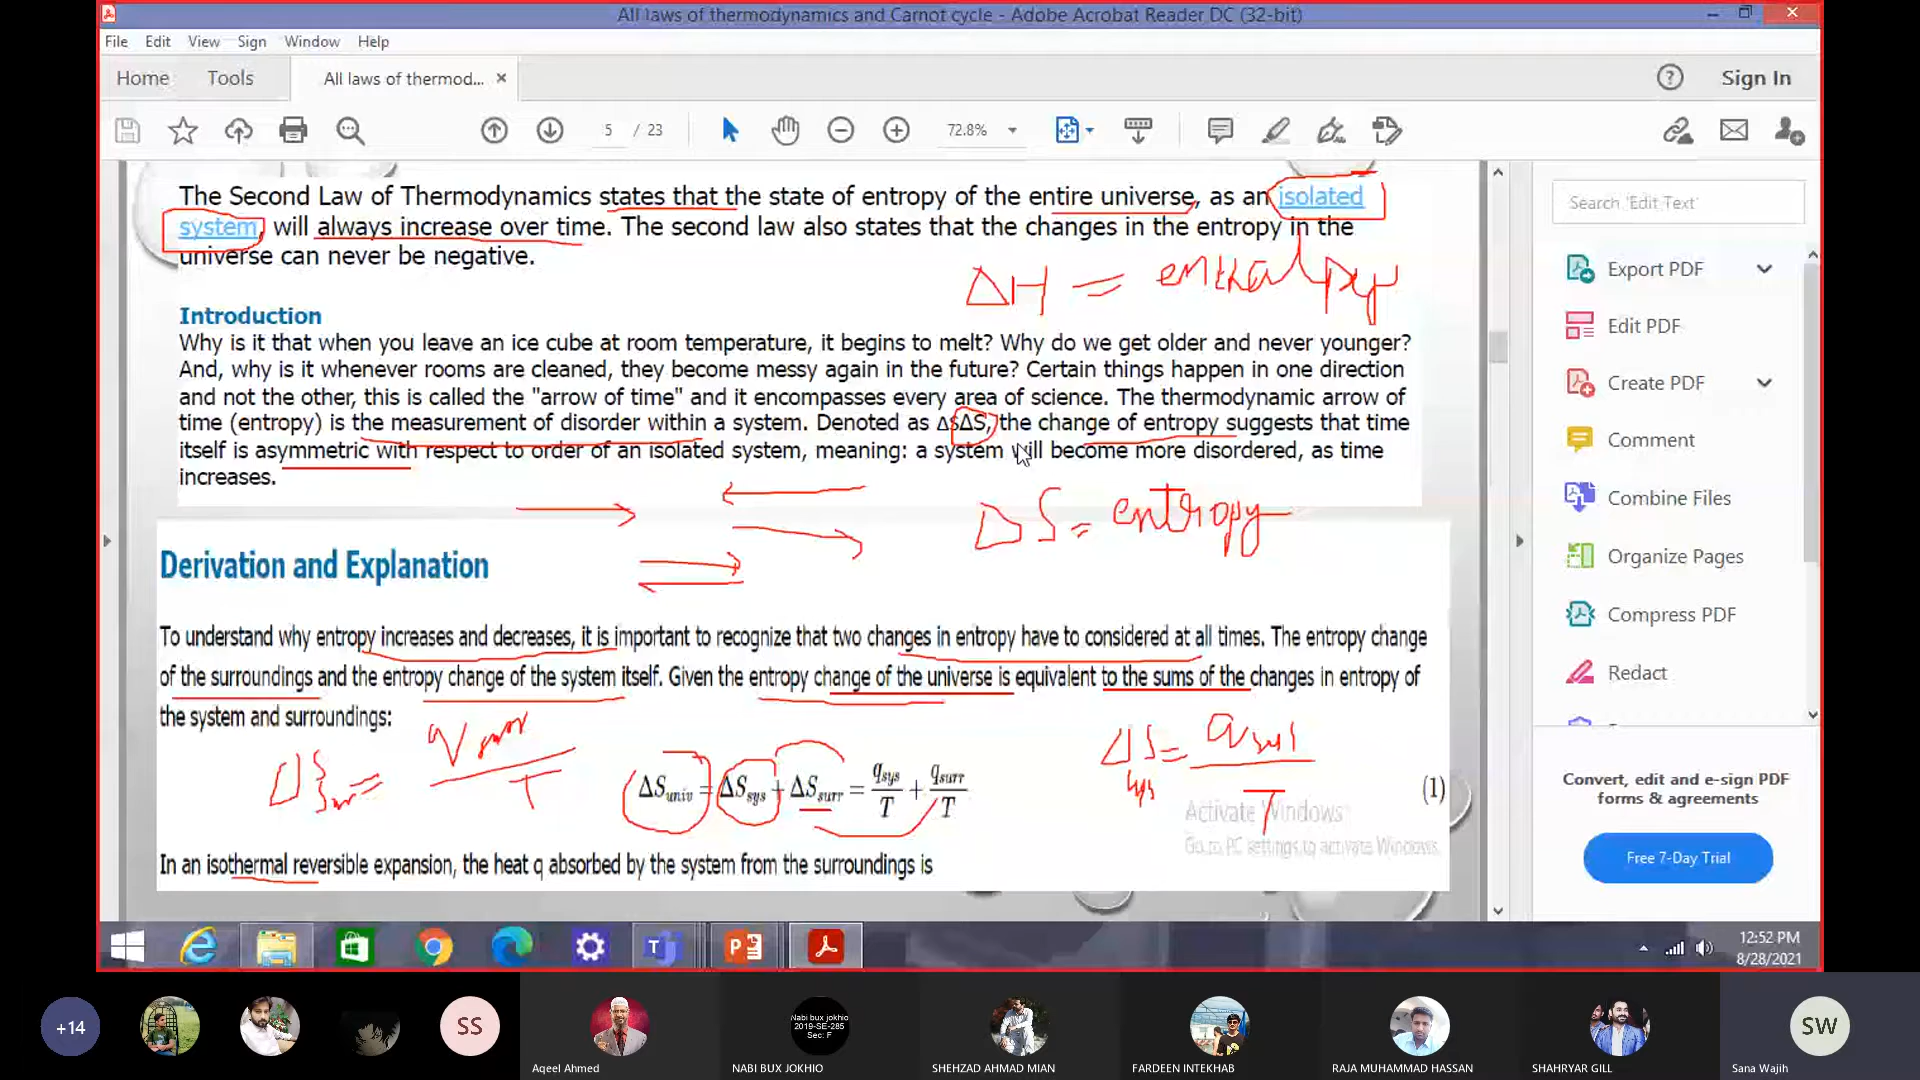 All laws of thermodynamics and Carnot cycle - Adobe Acrobat Reader DC (32-bit)
File Edit View Sign Window Help
Home Tools All laws of thermod... × Sign In
5 / 23 72.8%
The Second Law of Thermodynamics states that the state of entropy of the entire universe, as an isolated
system, will always increase over time. The second law also states that the changes in the entropy in the
universe can never be negative.
ΔH = enthalpy
Introduction
Why is it that when you leave an ice cube at room temperature, it begins to melt? Why do we get older and never younger?
And, why is it whenever rooms are cleaned, they become messy again in the future? Certain things happen in one direction
and not the other, this is called the "arrow of time" and it encompasses every area of science. The thermodynamic arrow of
time (entropy) is the measurement of disorder within a system. Denoted as ΔSΔS, the change of entropy suggests that time
itself is asymmetric with respect to order of an isolated system, meaning: a system will become more disordered, as time
increases.
ΔS = entropy
Derivation and Explanation
To understand why entropy increases and decreases, it is important to recognize that two changes in entropy have to considered at all times. The entropy change
of the surroundings and the entropy change of the system itself. Given the entropy change of the universe is equivalent to the sums of the changes in entropy of
the system and surroundings:
ΔS = q surr / T
ΔS sys = / T
ΔS_univ = ΔS_sys + ΔS_surr = q_sys/T + q_surr/T (1)
In an isothermal reversible expansion, the heat q absorbed by the system from the surroundings is
Activate Windows
Go to PC settings to activate Windows.
Search 'Edit Text'
Export PDF
Edit PDF
Create PDF
Comment
Combine Files
Organize Pages
Compress PDF
Redact
Convert, edit and e-sign PDF
forms & agreements
Free 7-Day Trial
12:52 PM
8/28/2021
+14
SS
Nabi bux jokhio
2019-SE-285
Sec: F
SW
Aqeel Ahmed
NABI BUX JOKHIO
SHEHZAD AHMAD MIAN
FARDEEN INTEKHAB
RAJA MUHAMMAD HASSAN
SHAHRYAR GILL
Sana Wajih